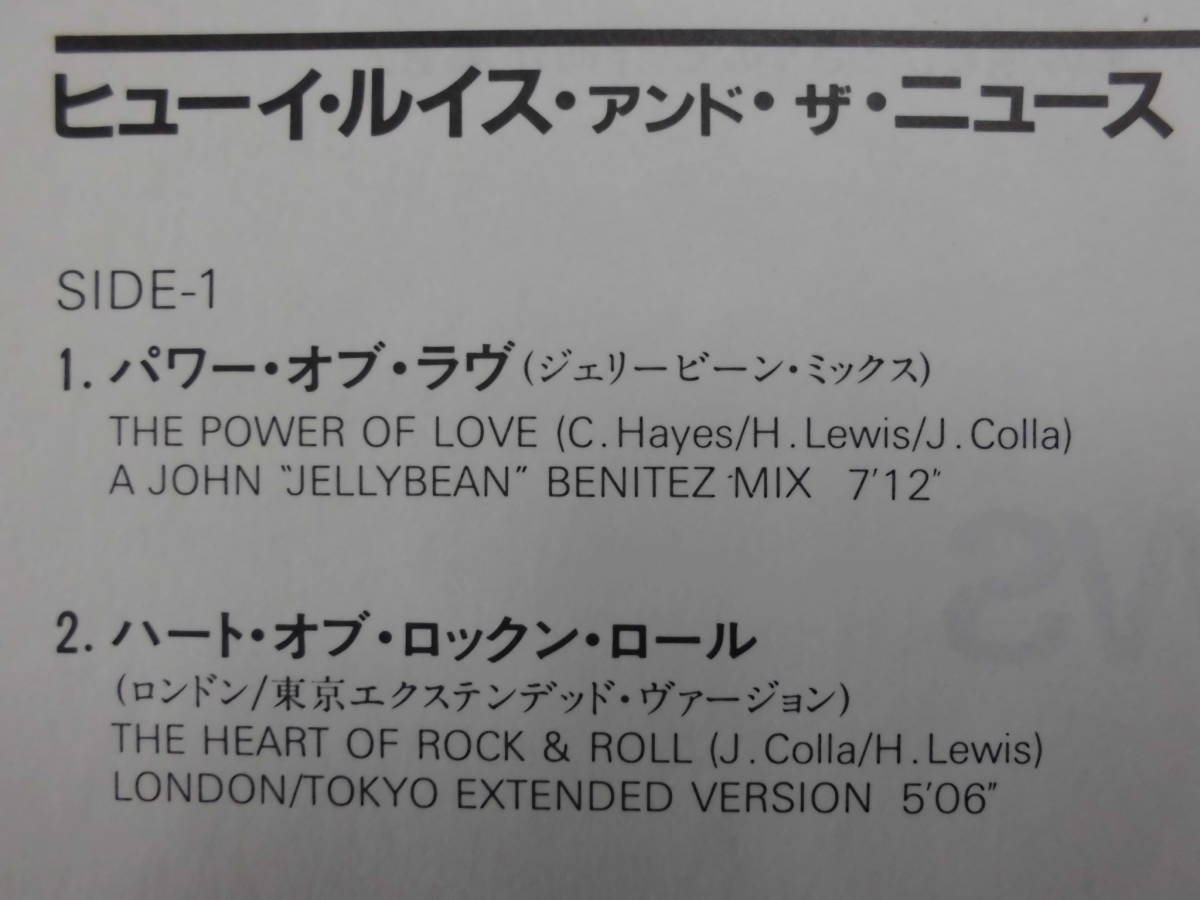 ヒューイ・ルイス・アンド・ザ・ニュース
SIDE-1
1. パワー・オブ・ラヴ(ジェリービーン・ミックス)
THE POWER OF LOVE (C.Hayes/H.Lewis/J.Colla)
A JOHN "JELLYBEAN" BENITEZ MIX 7'12"
2. ハート・オブ・ロックン・ロール
(ロンドン/東京エクステンデッド・ヴァージョン)
THE HEART OF ROCK & ROLL (J.Colla/H.Lewis)
LONDON/TOKYO EXTENDED VERSION 5'06"